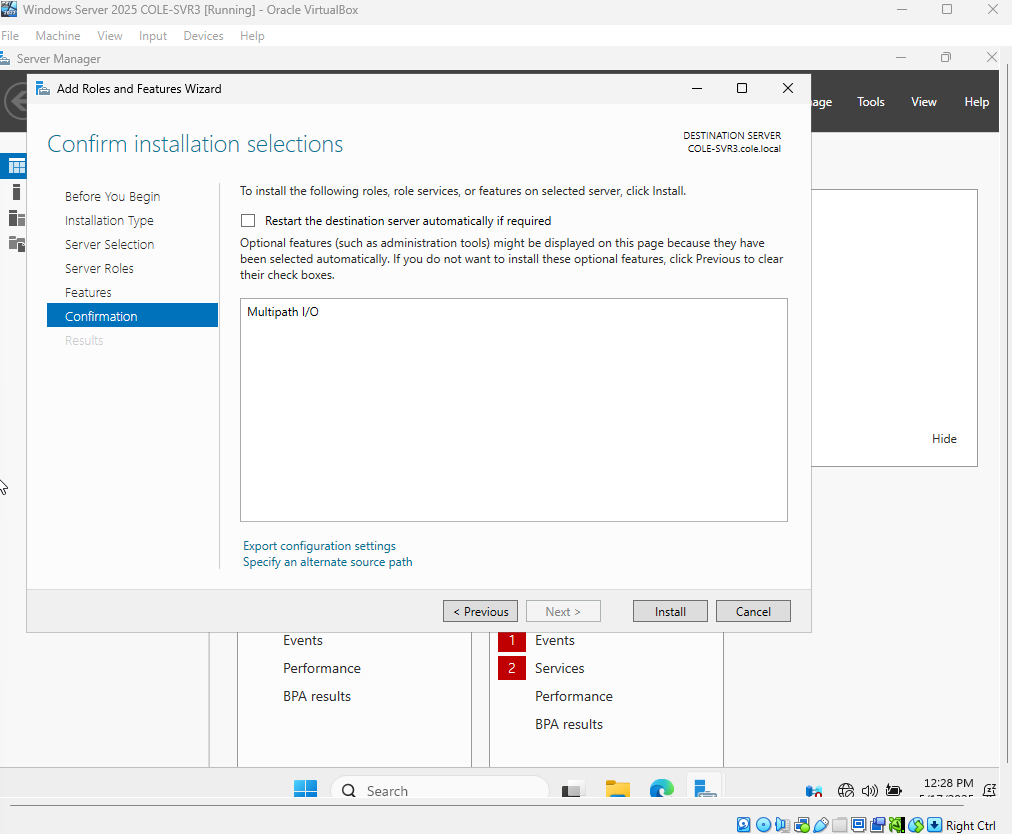 Windows Server 2025 COLE-SVR3 [Running] - Oracle VirtualBox
File Machine View Input Devices Help
Server Manager
Add Roles and Features Wizard
Tools View Help
Confirm installation selections
DESTINATION SERVER
COLE-SVR3.cole.local
Before You Begin
Installation Type
Server Selection
Server Roles
Features
Confirmation
Results
To install the following roles, role services, or features on selected server, click Install.
Restart the destination server automatically if required
Optional features (such as administration tools) might be displayed on this page because they have
been selected automatically. If you do not want to install these optional features, click Previous to clear
their check boxes.
Multipath I/O
Hide
Export configuration settings
Specify an alternate source path
< Previous Next > Install Cancel
Events
Performance
BPA results
1 Events
2 Services
Performance
BPA results
Search
12:28 PM
Right Ctrl